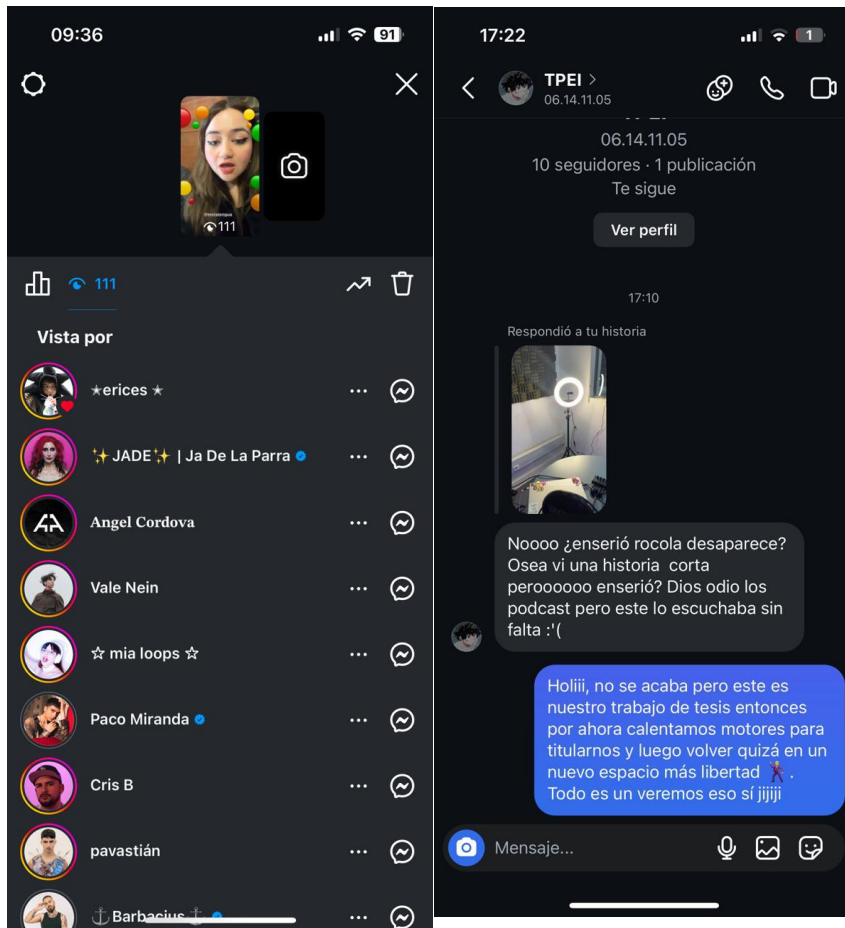 09:36
91
111
111
Vista por
★erices ★
✨JADE✨ | Ja De La Parra
Angel Cordova
Vale Nein
☆ mia loops ☆
Paco Miranda
Cris B
pavastián
⚓Barbacius⚓
17:22
1
TPEI >
06.14.11.05
06.14.11.05
10 seguidores · 1 publicación
Te sigue
Ver perfil
17:10
Respondió a tu historia
Noooo ¿enserió rocola desaparece?
Osea vi una historia corta
peroooooo enserió? Dios odio los
podcast pero este lo escuchaba sin
falta :'(
Holiii, no se acaba pero este es
nuestro trabajo de tesis entonces
por ahora calentamos motores para
titularnos y luego volver quizá en un
nuevo espacio más libertad 🕺 .
Todo es un veremos eso sí jijiji
Mensaje...